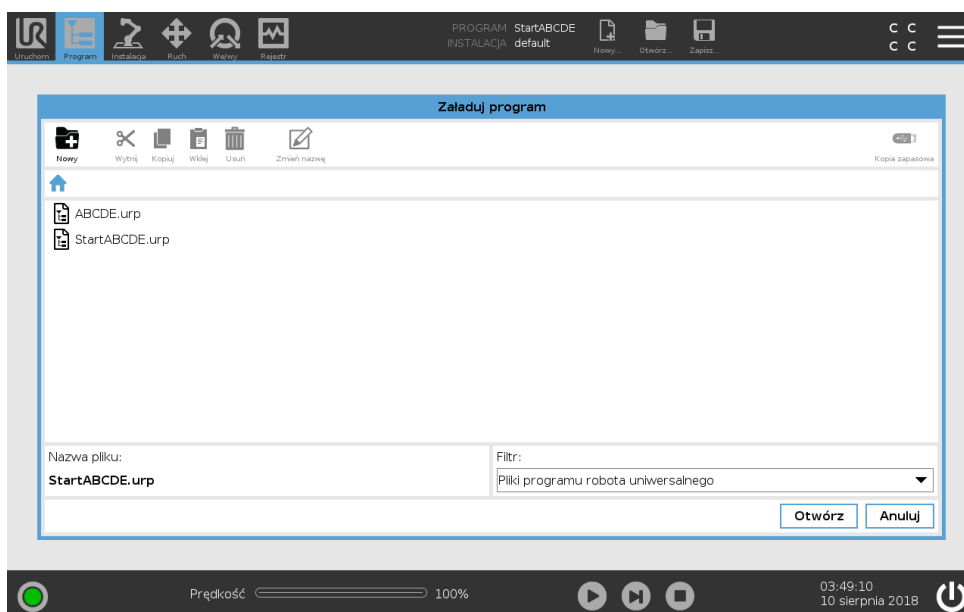 UR
PROGRAM StartABCDE
INSTALACJA default
C C
C C
Uruchom Program Instalacja Ruch We/wy Rejestr Nowy... Otwórz... Zapisz...
Załaduj program
Nowy Wytnij Kopiuj Wklej Usuń Zmień nazwę Kopia zapasowa
ABCDE.urp
StartABCDE.urp
Nazwa pliku: Filtr:
StartABCDE.urp Pliki programu robota uniwersalnego
Otwórz Anuluj
Prędkość 100% 03:49:10
10 sierpnia 2018